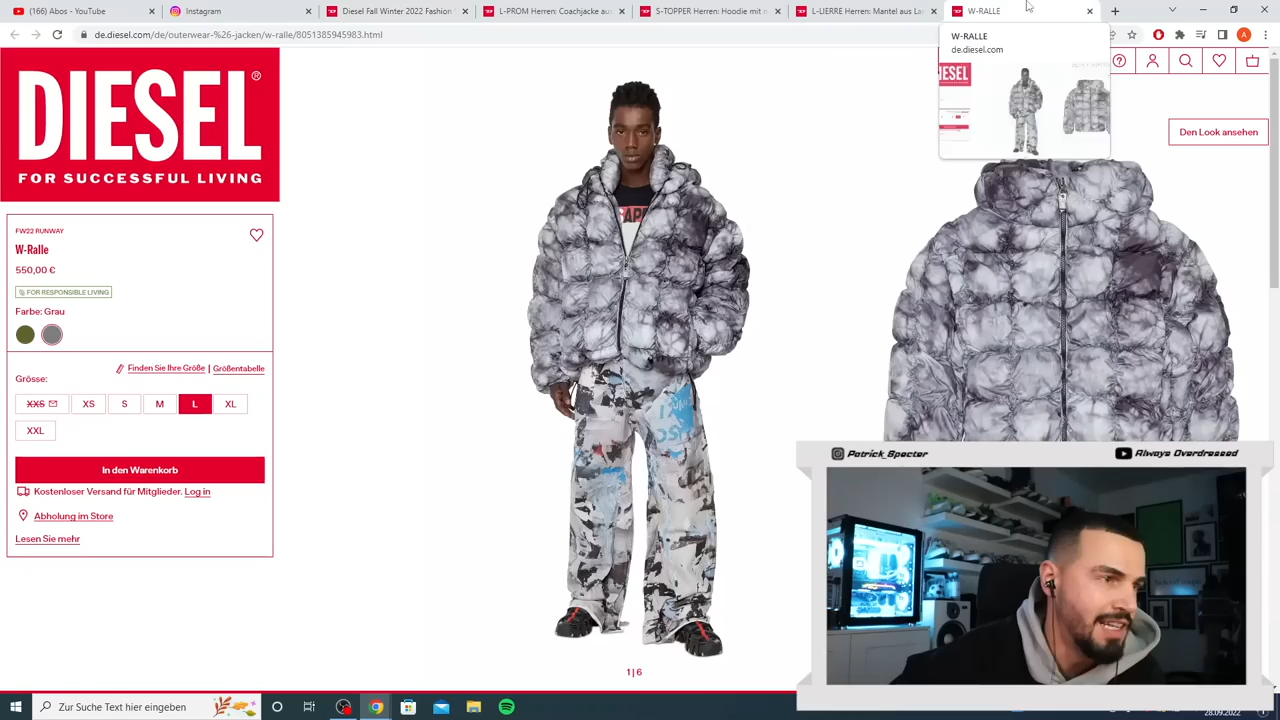 (166) Abos - YouTube
Instagram
Diesel Fall Winter 2022 Fashion
L-PROM Herren: Coachjacke au
S-TOPPER Herren: Hoodie mit n
L-LIERRE Herren: Mantel aus La
W-RALLE
de.diesel.com/de/outerwear-%26-jacken/w-ralle/8051385945983.html
A
W-RALLE
de.diesel.com
DIESEL®
FOR SUCCESSFUL LIVING
Den Look ansehen
FW22 RUNWAY
W-Ralle
550,00 €
FOR RESPONSIBLE LIVING
Farbe: Grau
Finden Sie Ihre Größe | Größentabelle
Grösse:
XXS XS S M L XL
XXL
In den Warenkorb
Kostenloser Versand für Mitglieder. Log in
Abholung im Store
Lesen Sie mehr
1|6
Patrick_Specter
Always Overdressed
Zur Suche Text hier eingeben
28.09.2022